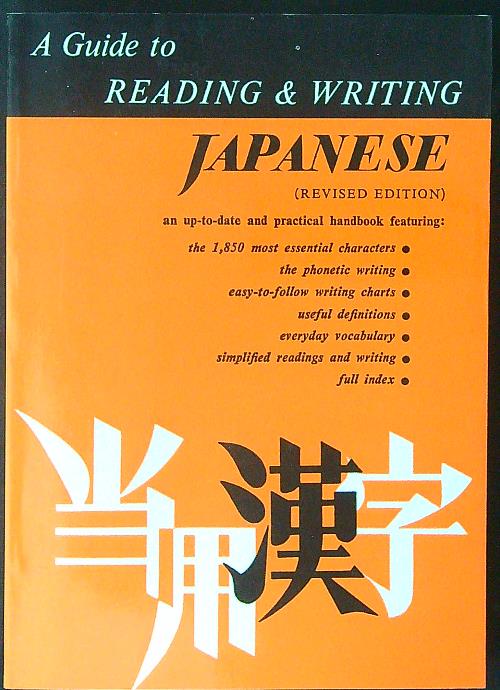 A Guide to
READING & WRITING
JAPANESE
(REVISED EDITION)
an up-to-date and practical handbook featuring:
the 1,850 most essential characters ●
the phonetic writing ●
easy-to-follow writing charts ●
useful definitions ●
everyday vocabulary ●
simplified readings and writing ●
full index ●
当用漢字